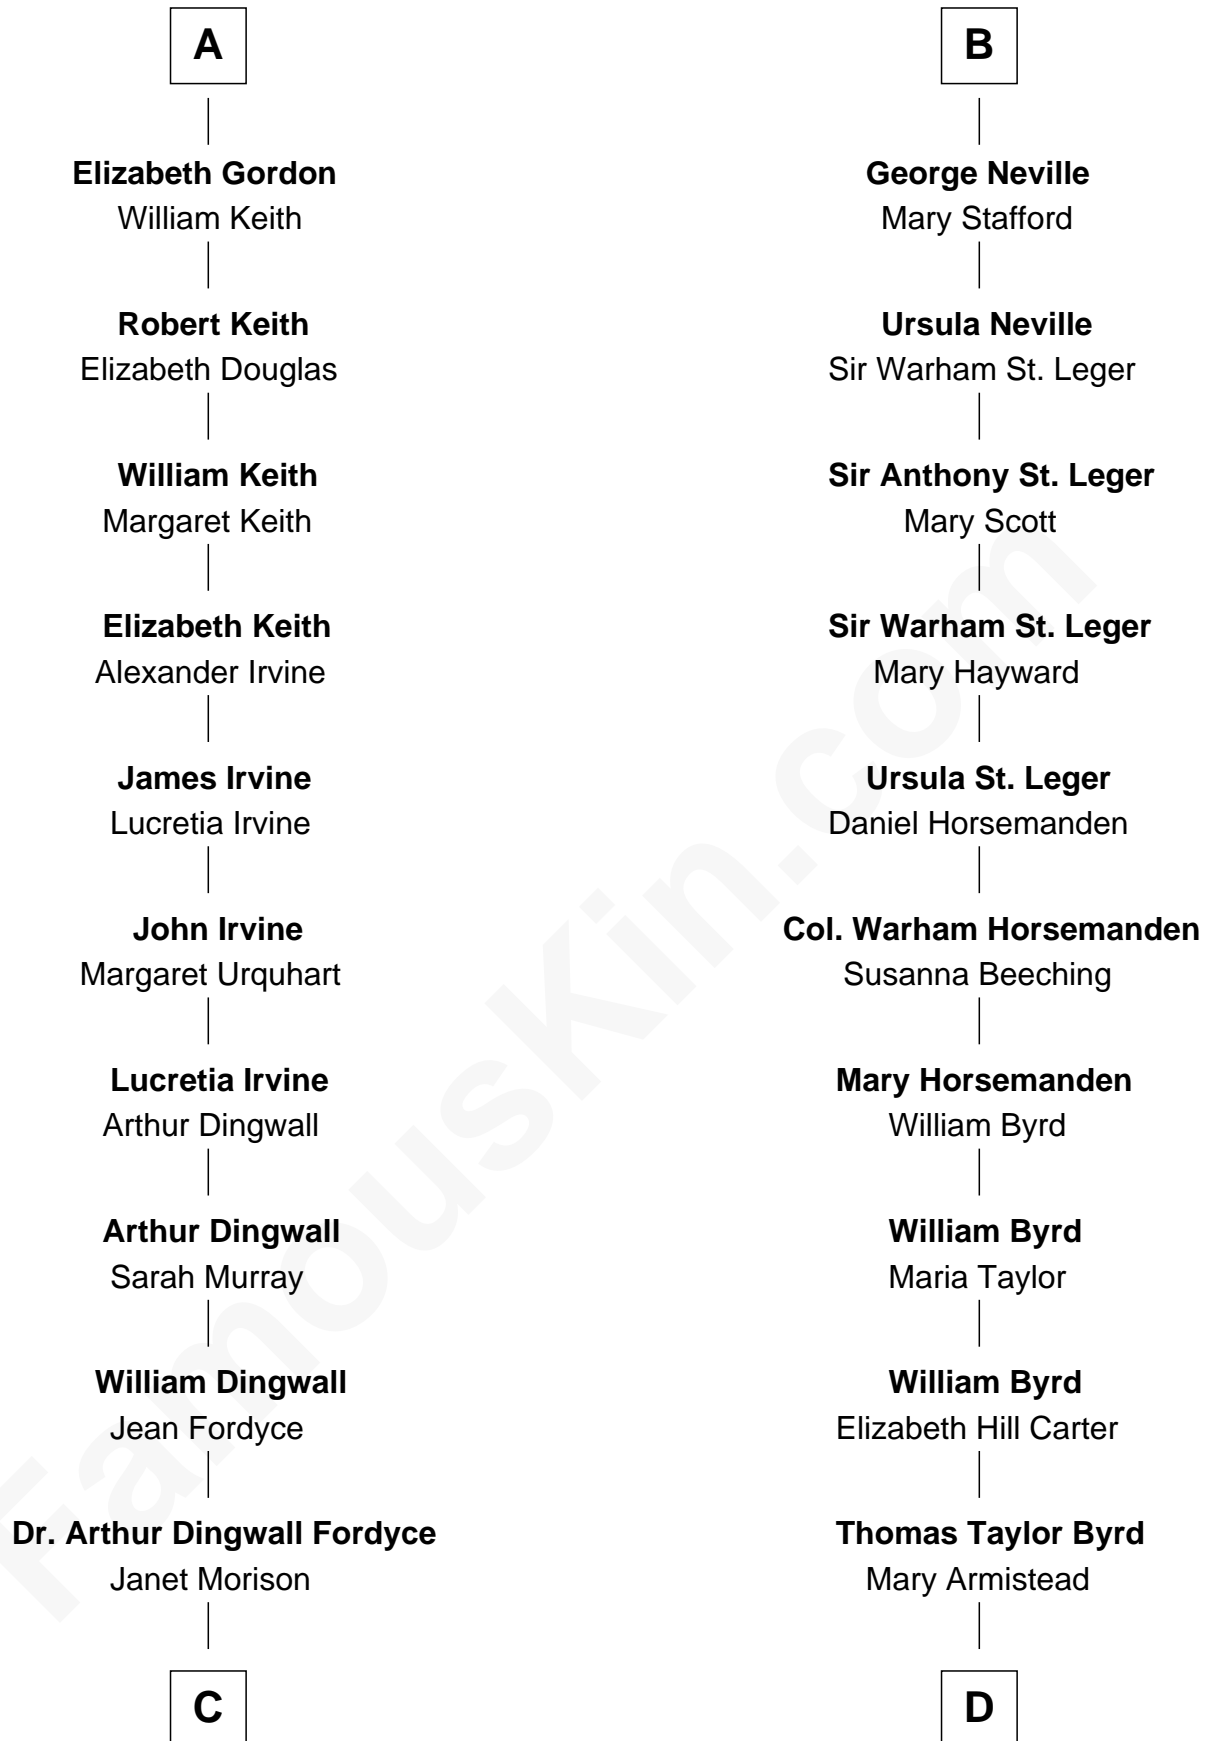 A
Elizabeth Gordon
William Keith
Robert Keith
Elizabeth Douglas
William Keith
Margaret Keith
Elizabeth Keith
Alexander Irvine
James Irvine
Lucretia Irvine
John Irvine
Margaret Urquhart
Lucretia Irvine
Arthur Dingwall
Arthur Dingwall
Sarah Murray
William Dingwall
Jean Fordyce
Dr. Arthur Dingwall Fordyce
Janet Morison
C
B
George Neville
Mary Stafford
Ursula Neville
Sir Warham St. Leger
Sir Anthony St. Leger
Mary Scott
Sir Warham St. Leger
Mary Hayward
Ursula St. Leger
Daniel Horsemanden
Col. Warham Horsemanden
Susanna Beeching
Mary Horsemanden
William Byrd
William Byrd
Maria Taylor
William Byrd
Elizabeth Hill Carter
Thomas Taylor Byrd
Mary Armistead
D
FamousKin.com